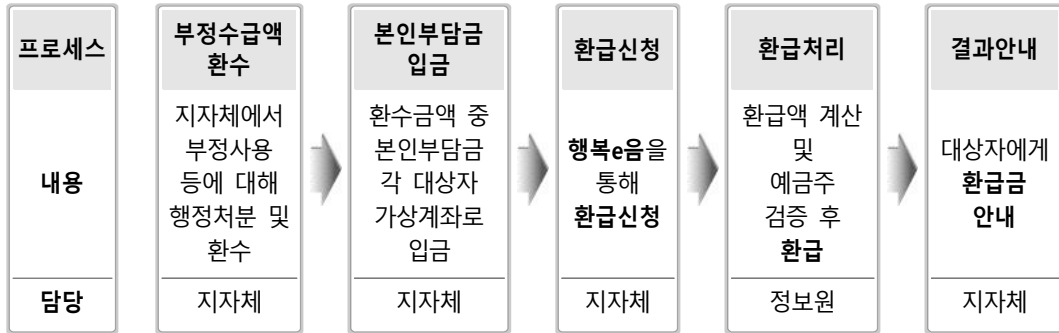 프로세스
내용
담당
부정수급액
환수
지자체에서
부정사용
등에 대해
행정처분 및
환수
지자체
본인부담금
입금
환수금액 중
본인부담금
각 대상자
가상계좌로
입금
지자체
환급신청
행복e음을
통해
환급신청
지자체
환급처리
환급액 계산
및
예금주
검증 후
환급
정보원
결과안내
대상자에게
환급금
안내
지자체